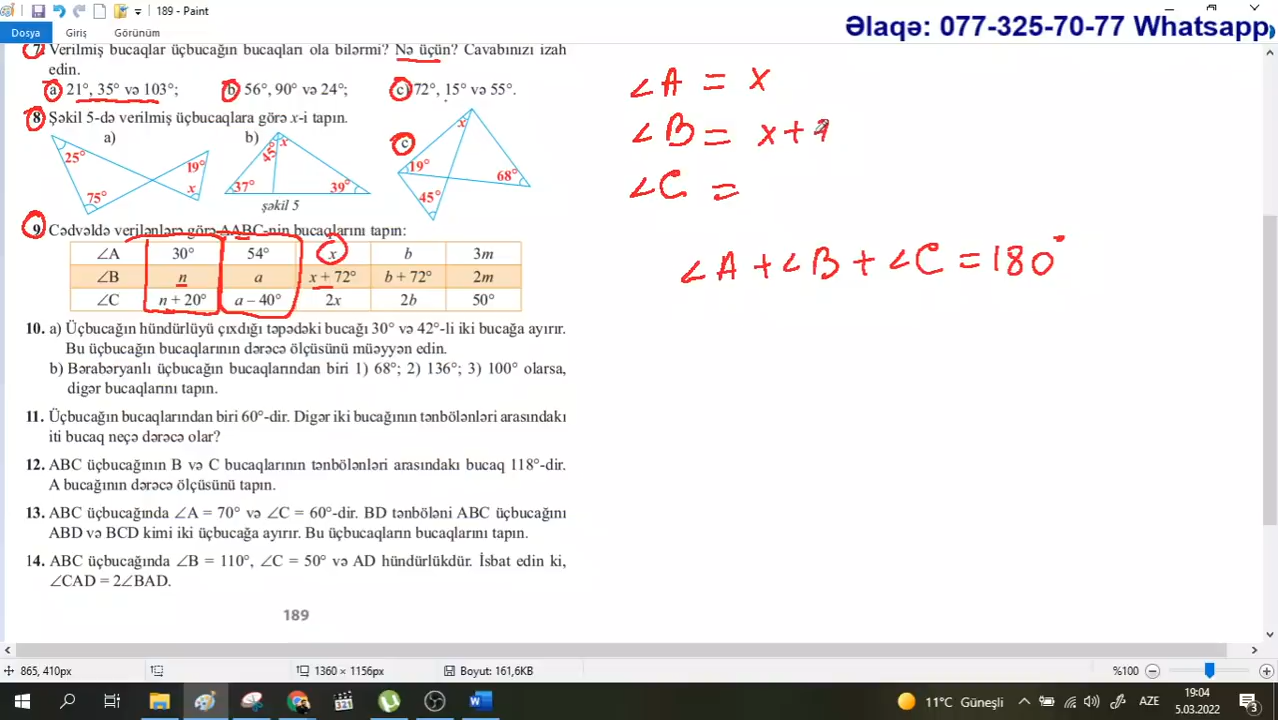 189 - Paint
Əlaqə: 077-325-70-77 Whatsapp
Dosya Giriş Görünüm
7. Verilmiş bucaqlar üçbucağın bucaqları ola bilərmi? Nə üçün? Cavabınızı izah
edin.
a) 21°, 35° və 103°; b) 56°, 90° və 24°; c) 72°, 15° və 55°.
8. Şəkil 5-də verilmiş üçbucaqlara görə x-i tapın.
a) b) c
25° 19° x 75°
45° x 37° 39°
x 19° 68° 45°
şəkil 5
9. Cədvəldə verilənlərə görə ΔABC-nin bucaqlarını tapın:
∠A 30° 54° x b 3m
∠B n a x + 72° b + 72° 2m
∠C n + 20° a – 40° 2x 2b 50°
10. a) Üçbucağın hündürlüyü çıxdığı təpədəki bucağı 30° və 42°-li iki bucağa ayırır.
Bu üçbucağın bucaqlarının dərəcə ölçüsünü müəyyən edin.
b) Bərabəryanlı üçbucağın bucaqlarından biri 1) 68°; 2) 136°; 3) 100° olarsa,
digər bucaqlarını tapın.
11. Üçbucağın bucaqlarından biri 60°-dir. Digər iki bucağının tənbölənləri arasındakı
iti bucaq neçə dərəcə olar?
12. ABC üçbucağının B və C bucaqlarının tənbölənləri arasındakı bucaq 118°-dir.
A bucağının dərəcə ölçüsünü tapın.
13. ABC üçbucağında ∠A = 70° və ∠C = 60°-dir. BD tənböləni ABC üçbucağını
ABD və BCD kimi iki üçbucağa ayırır. Bu üçbucaqların bucaqlarını tapın.
14. ABC üçbucağında ∠B = 110°, ∠C = 50° və AD hündürlükdür. İsbat edin ki,
∠CAD = 2∠BAD.
189
∠A = x
∠B = x +
∠C =
∠A + ∠B + ∠C = 180°
865, 410px 1360 × 1156px Boyut: 161,6KB %100
321 W 11°C Güneşli AZE 19:04
5.03.2022 3